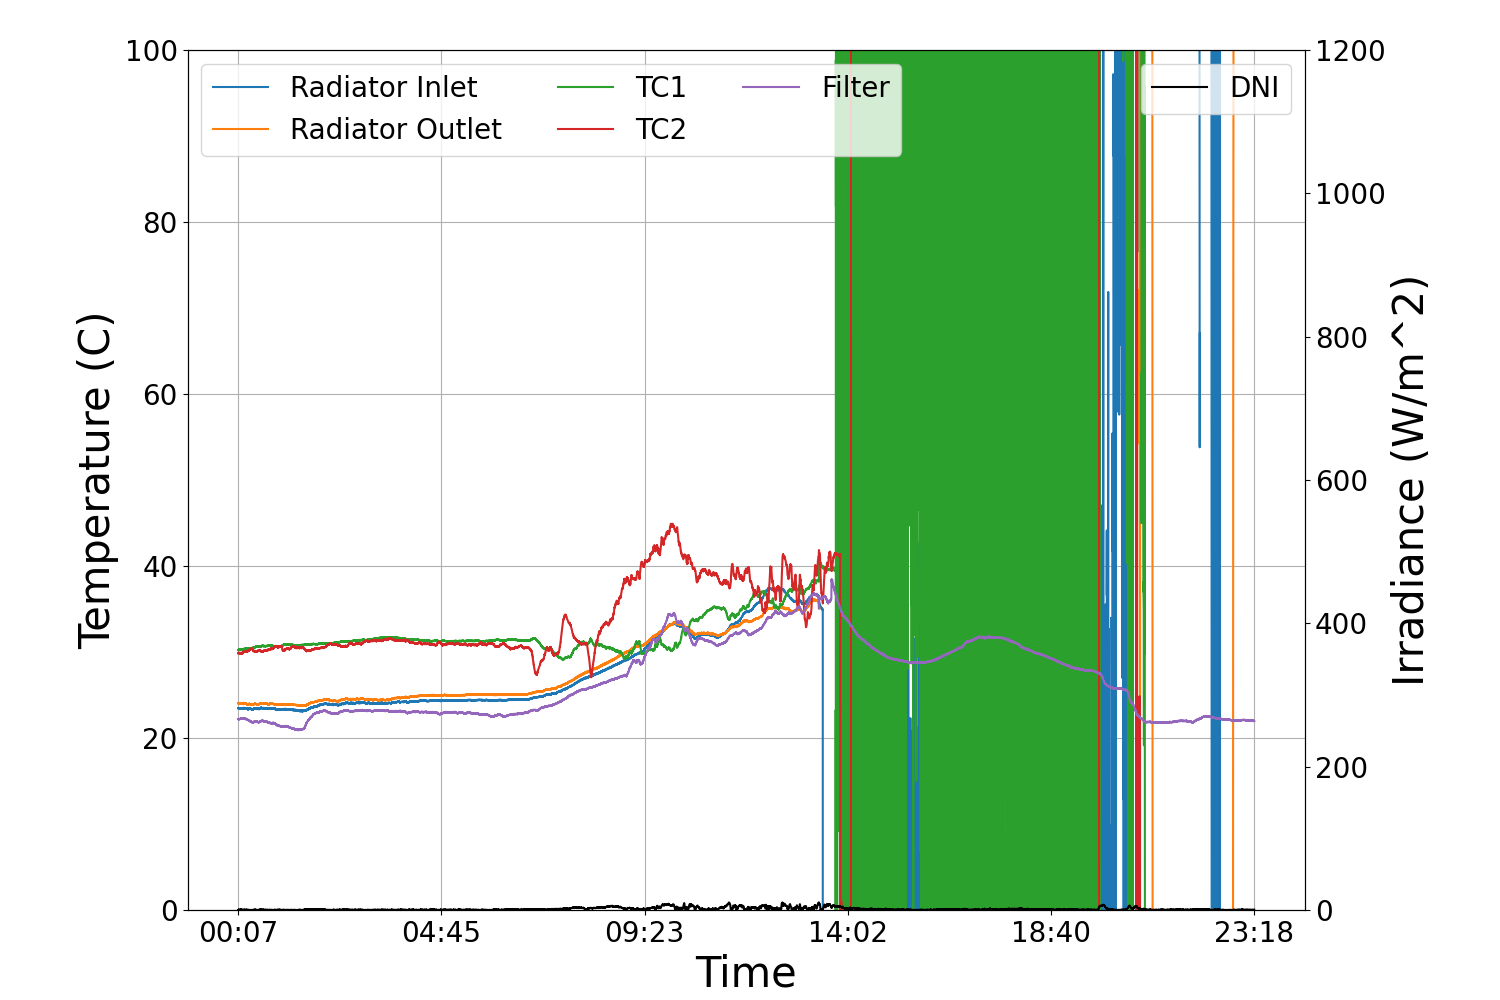 100
80
60
40
20
0
Temperature (C)
Radiator Inlet
Radiator Outlet
TC1
TC2
Filter
DNI
1200
1000
800
600
400
200
0
Irradiance (W/m^2)
00:07 04:45 09:23 14:02 18:40 23:18
Time